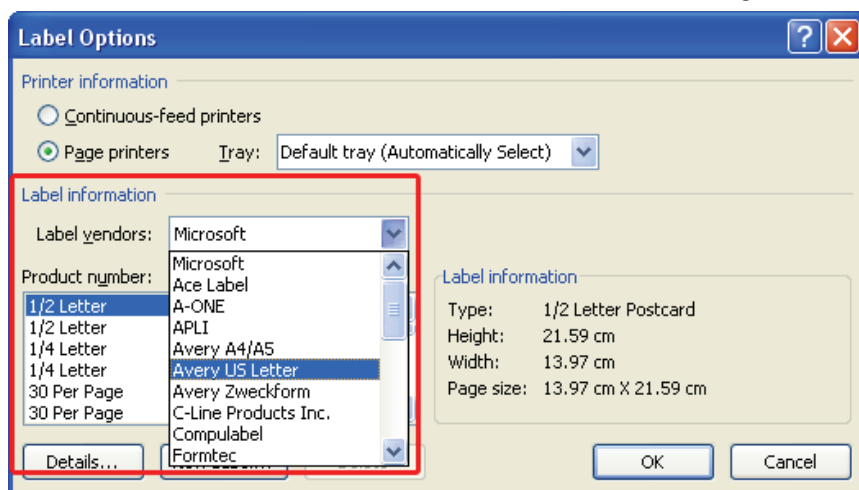 Label Options
Printer information
Continuous-feed printers
Page printers Tray: Default tray (Automatically Select)
Label information
Label vendors: Microsoft
Product number:
Microsoft
Ace Label
A-ONE
APLI
Avery A4/A5
Avery US Letter
Avery Zweckform
C-Line Products Inc.
Compulabel
Formtec
1/2 Letter
1/2 Letter
1/4 Letter
1/4 Letter
30 Per Page
30 Per Page
Label information
Type: 1/2 Letter Postcard
Height: 21.59 cm
Width: 13.97 cm
Page size: 13.97 cm X 21.59 cm
Details... OK Cancel